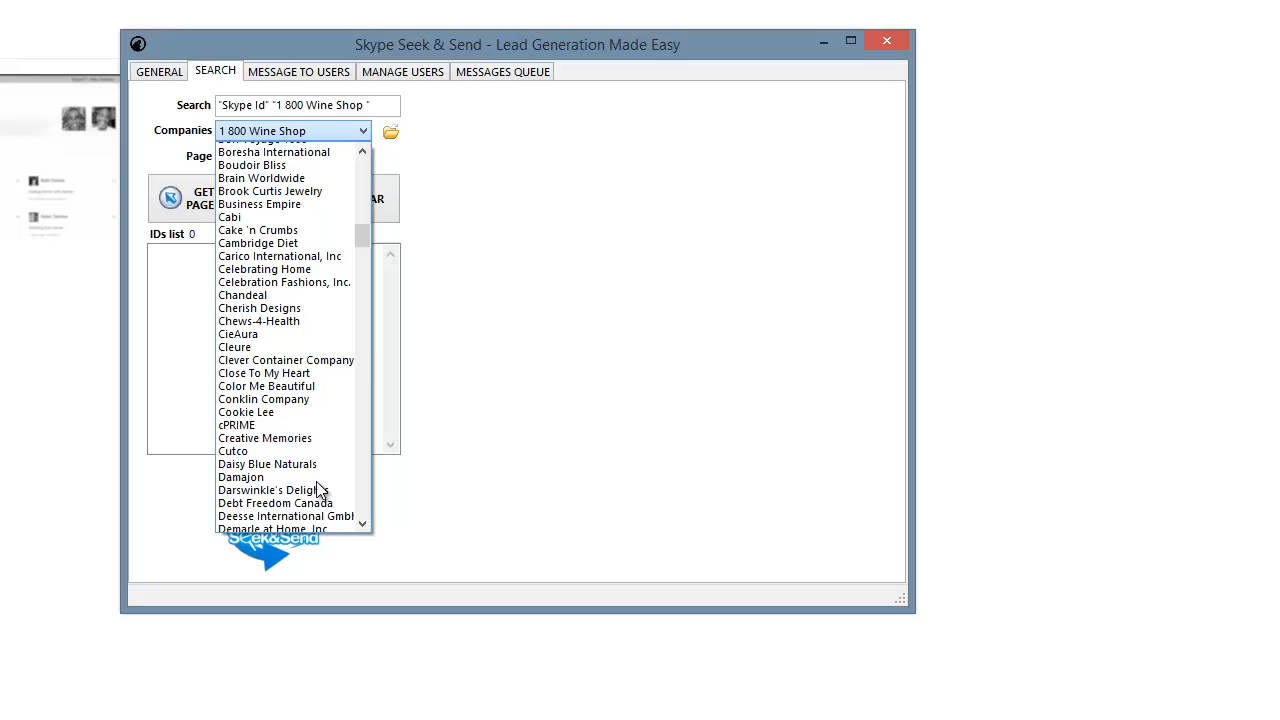 Skype Seek & Send - Lead Generation Made Easy
GENERAL
SEARCH
MESSAGE TO USERS
MANAGE USERS
MESSAGES QUEUE
Search
"Skype Id" "1 800 Wine Shop "
Companies
1 800 Wine Shop
Page
Boresha International
Boudoir Bliss
Brain Worldwide
Brook Curtis Jewelry
Business Empire
Cabi
Cake 'n Crumbs
Cambridge Diet
Carico International, Inc
Celebrating Home
Celebration Fashions, Inc.
Chandeal
Cherish Designs
Chews-4-Health
CieAura
Cleure
Clever Container Company
Close To My Heart
Color Me Beautiful
Conklin Company
Cookie Lee
cPRIME
Creative Memories
Cutco
Daisy Blue Naturals
Damajon
Darswinkle's Delights
Debt Freedom Canada
Deesse International Gmbh
Demarle at Home, Inc
GET
PAGE
AR
IDs list 0
Seek&Send